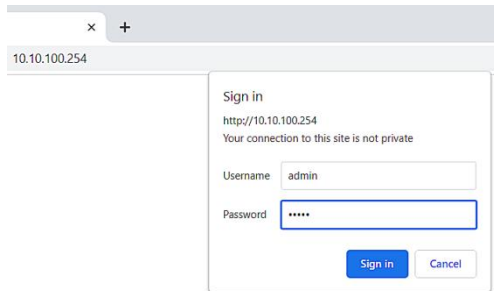 10.10.100.254
Sign in
http://10.10.100.254
Your connection to this site is not private
Username admin
Password •••••
Sign in Cancel